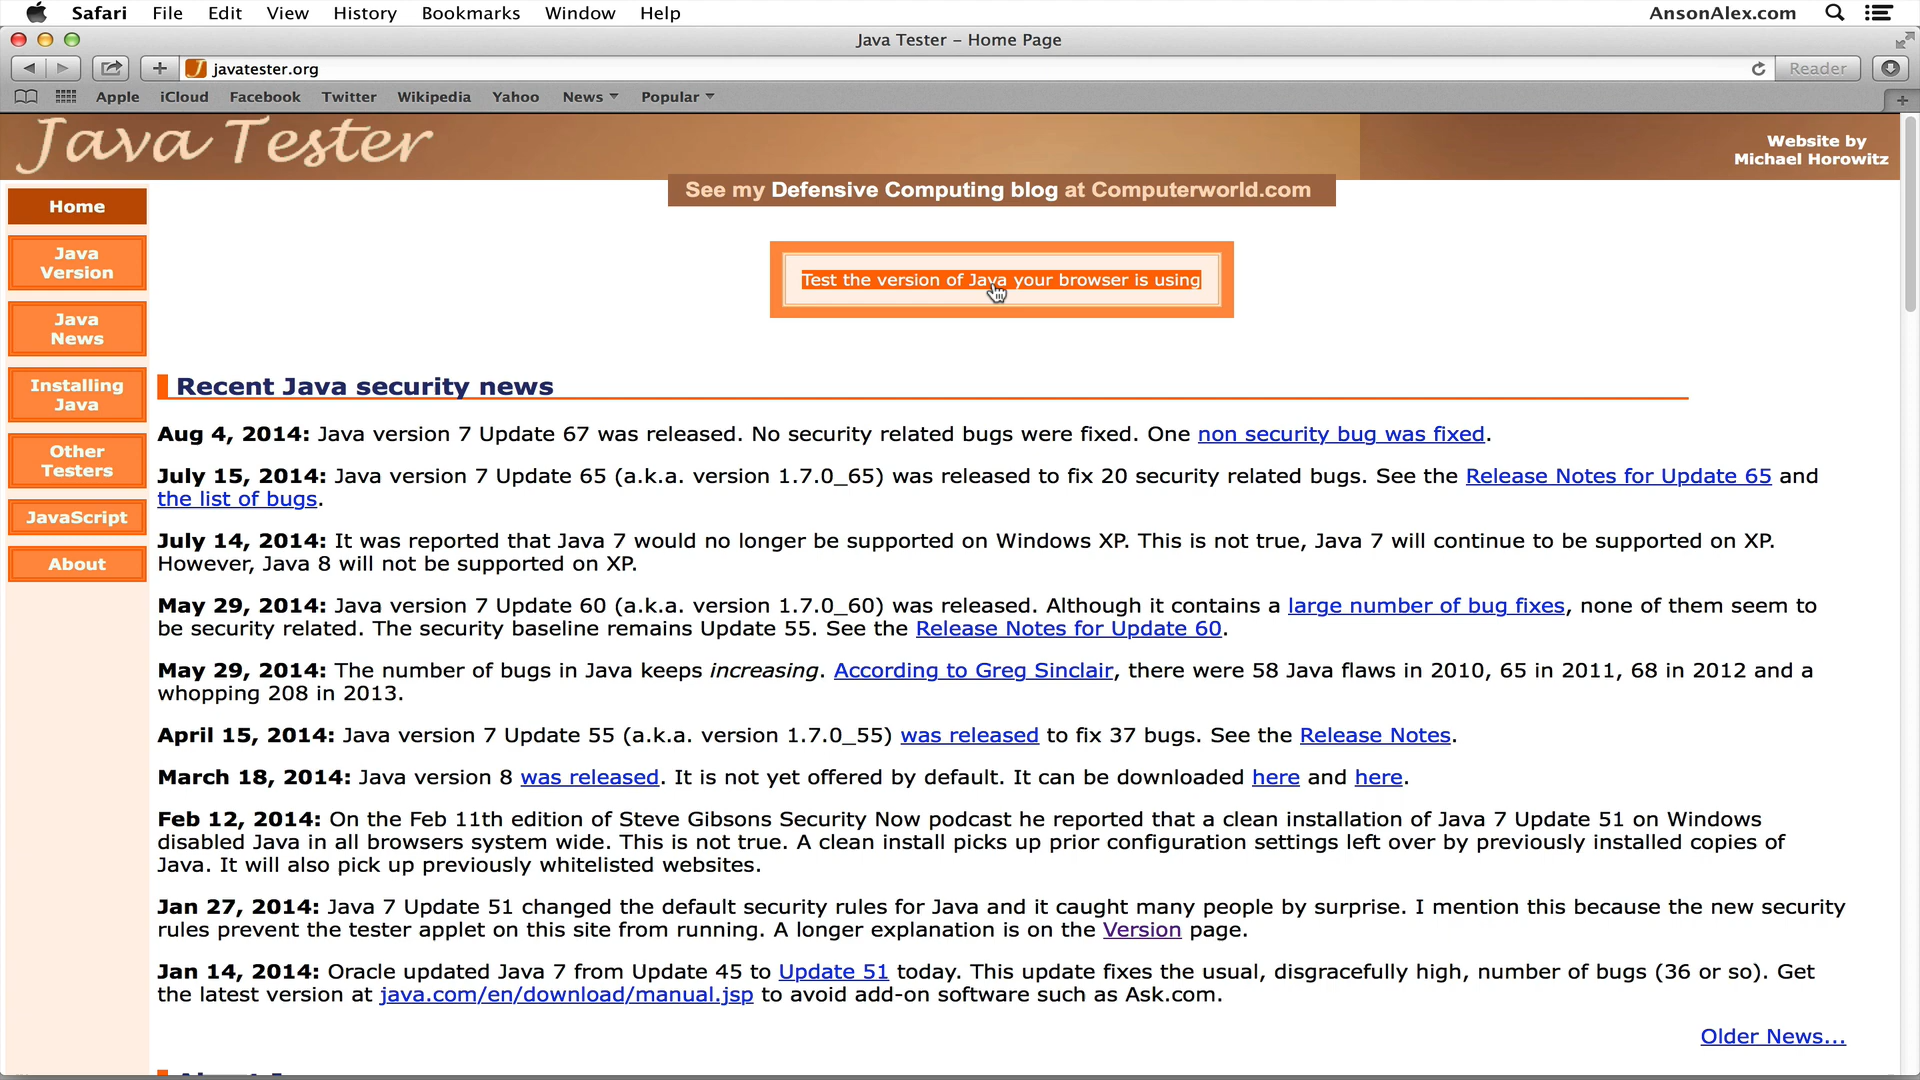 Safari File Edit View History Bookmarks Window Help AnsonAlex.com
Java Tester – Home Page
javatester.org Reader
Apple iCloud Facebook Twitter Wikipedia Yahoo News Popular
Java Tester
Website by
Michael Horowitz
See my Defensive Computing blog at Computerworld.com
Home
Java
Version
Java
News
Installing
Java
Other
Testers
JavaScript
About
Test the version of Java your browser is using
Recent Java security news
Aug 4, 2014: Java version 7 Update 67 was released. No security related bugs were fixed. One non security bug was fixed.
July 15, 2014: Java version 7 Update 65 (a.k.a. version 1.7.0_65) was released to fix 20 security related bugs. See the Release Notes for Update 65 and
the list of bugs.
July 14, 2014: It was reported that Java 7 would no longer be supported on Windows XP. This is not true, Java 7 will continue to be supported on XP.
However, Java 8 will not be supported on XP.
May 29, 2014: Java version 7 Update 60 (a.k.a. version 1.7.0_60) was released. Although it contains a large number of bug fixes, none of them seem to
be security related. The security baseline remains Update 55. See the Release Notes for Update 60.
May 29, 2014: The number of bugs in Java keeps increasing. According to Greg Sinclair, there were 58 Java flaws in 2010, 65 in 2011, 68 in 2012 and a
whopping 208 in 2013.
April 15, 2014: Java version 7 Update 55 (a.k.a. version 1.7.0_55) was released to fix 37 bugs. See the Release Notes.
March 18, 2014: Java version 8 was released. It is not yet offered by default. It can be downloaded here and here.
Feb 12, 2014: On the Feb 11th edition of Steve Gibsons Security Now podcast he reported that a clean installation of Java 7 Update 51 on Windows
disabled Java in all browsers system wide. This is not true. A clean install picks up prior configuration settings left over by previously installed copies of
Java. It will also pick up previously whitelisted websites.
Jan 27, 2014: Java 7 Update 51 changed the default security rules for Java and it caught many people by surprise. I mention this because the new security
rules prevent the tester applet on this site from running. A longer explanation is on the Version page.
Jan 14, 2014: Oracle updated Java 7 from Update 45 to Update 51 today. This update fixes the usual, disgracefully high, number of bugs (36 or so). Get
the latest version at java.com/en/download/manual.jsp to avoid add-on software such as Ask.com.
Older News...